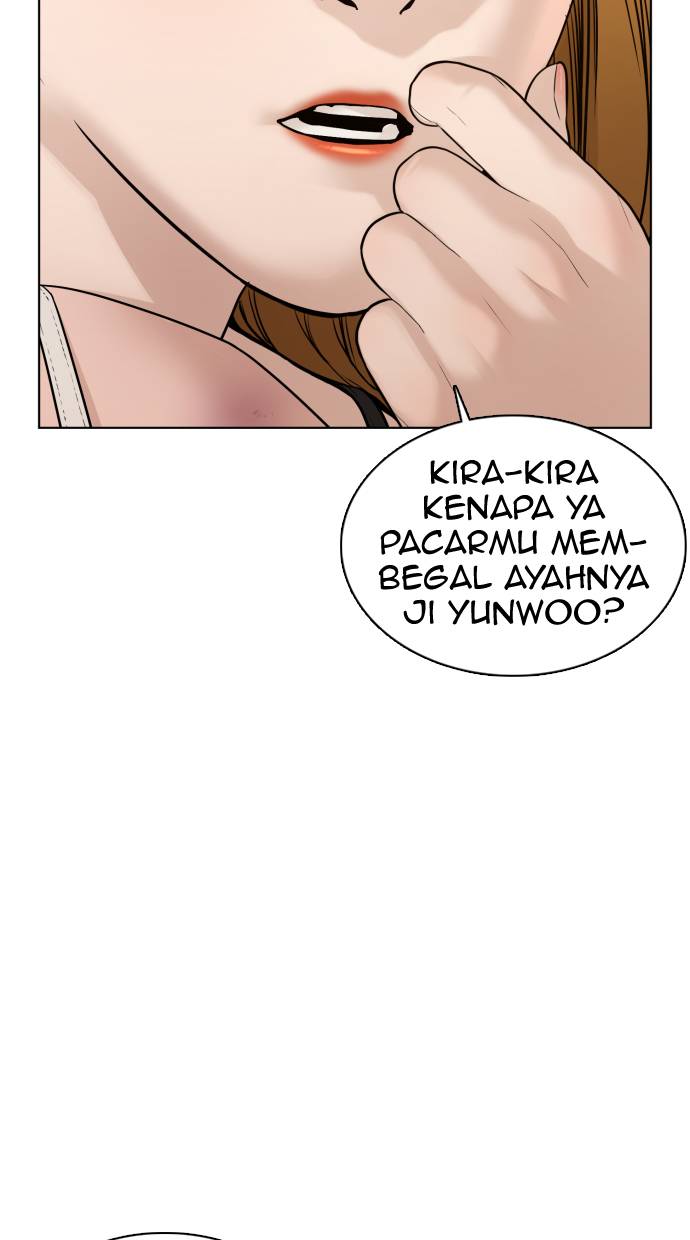 KIRA-KIRA
KENAPA YA
PACARMU MEM-
BEGAL AYAHNYA
JI YUNWOO?